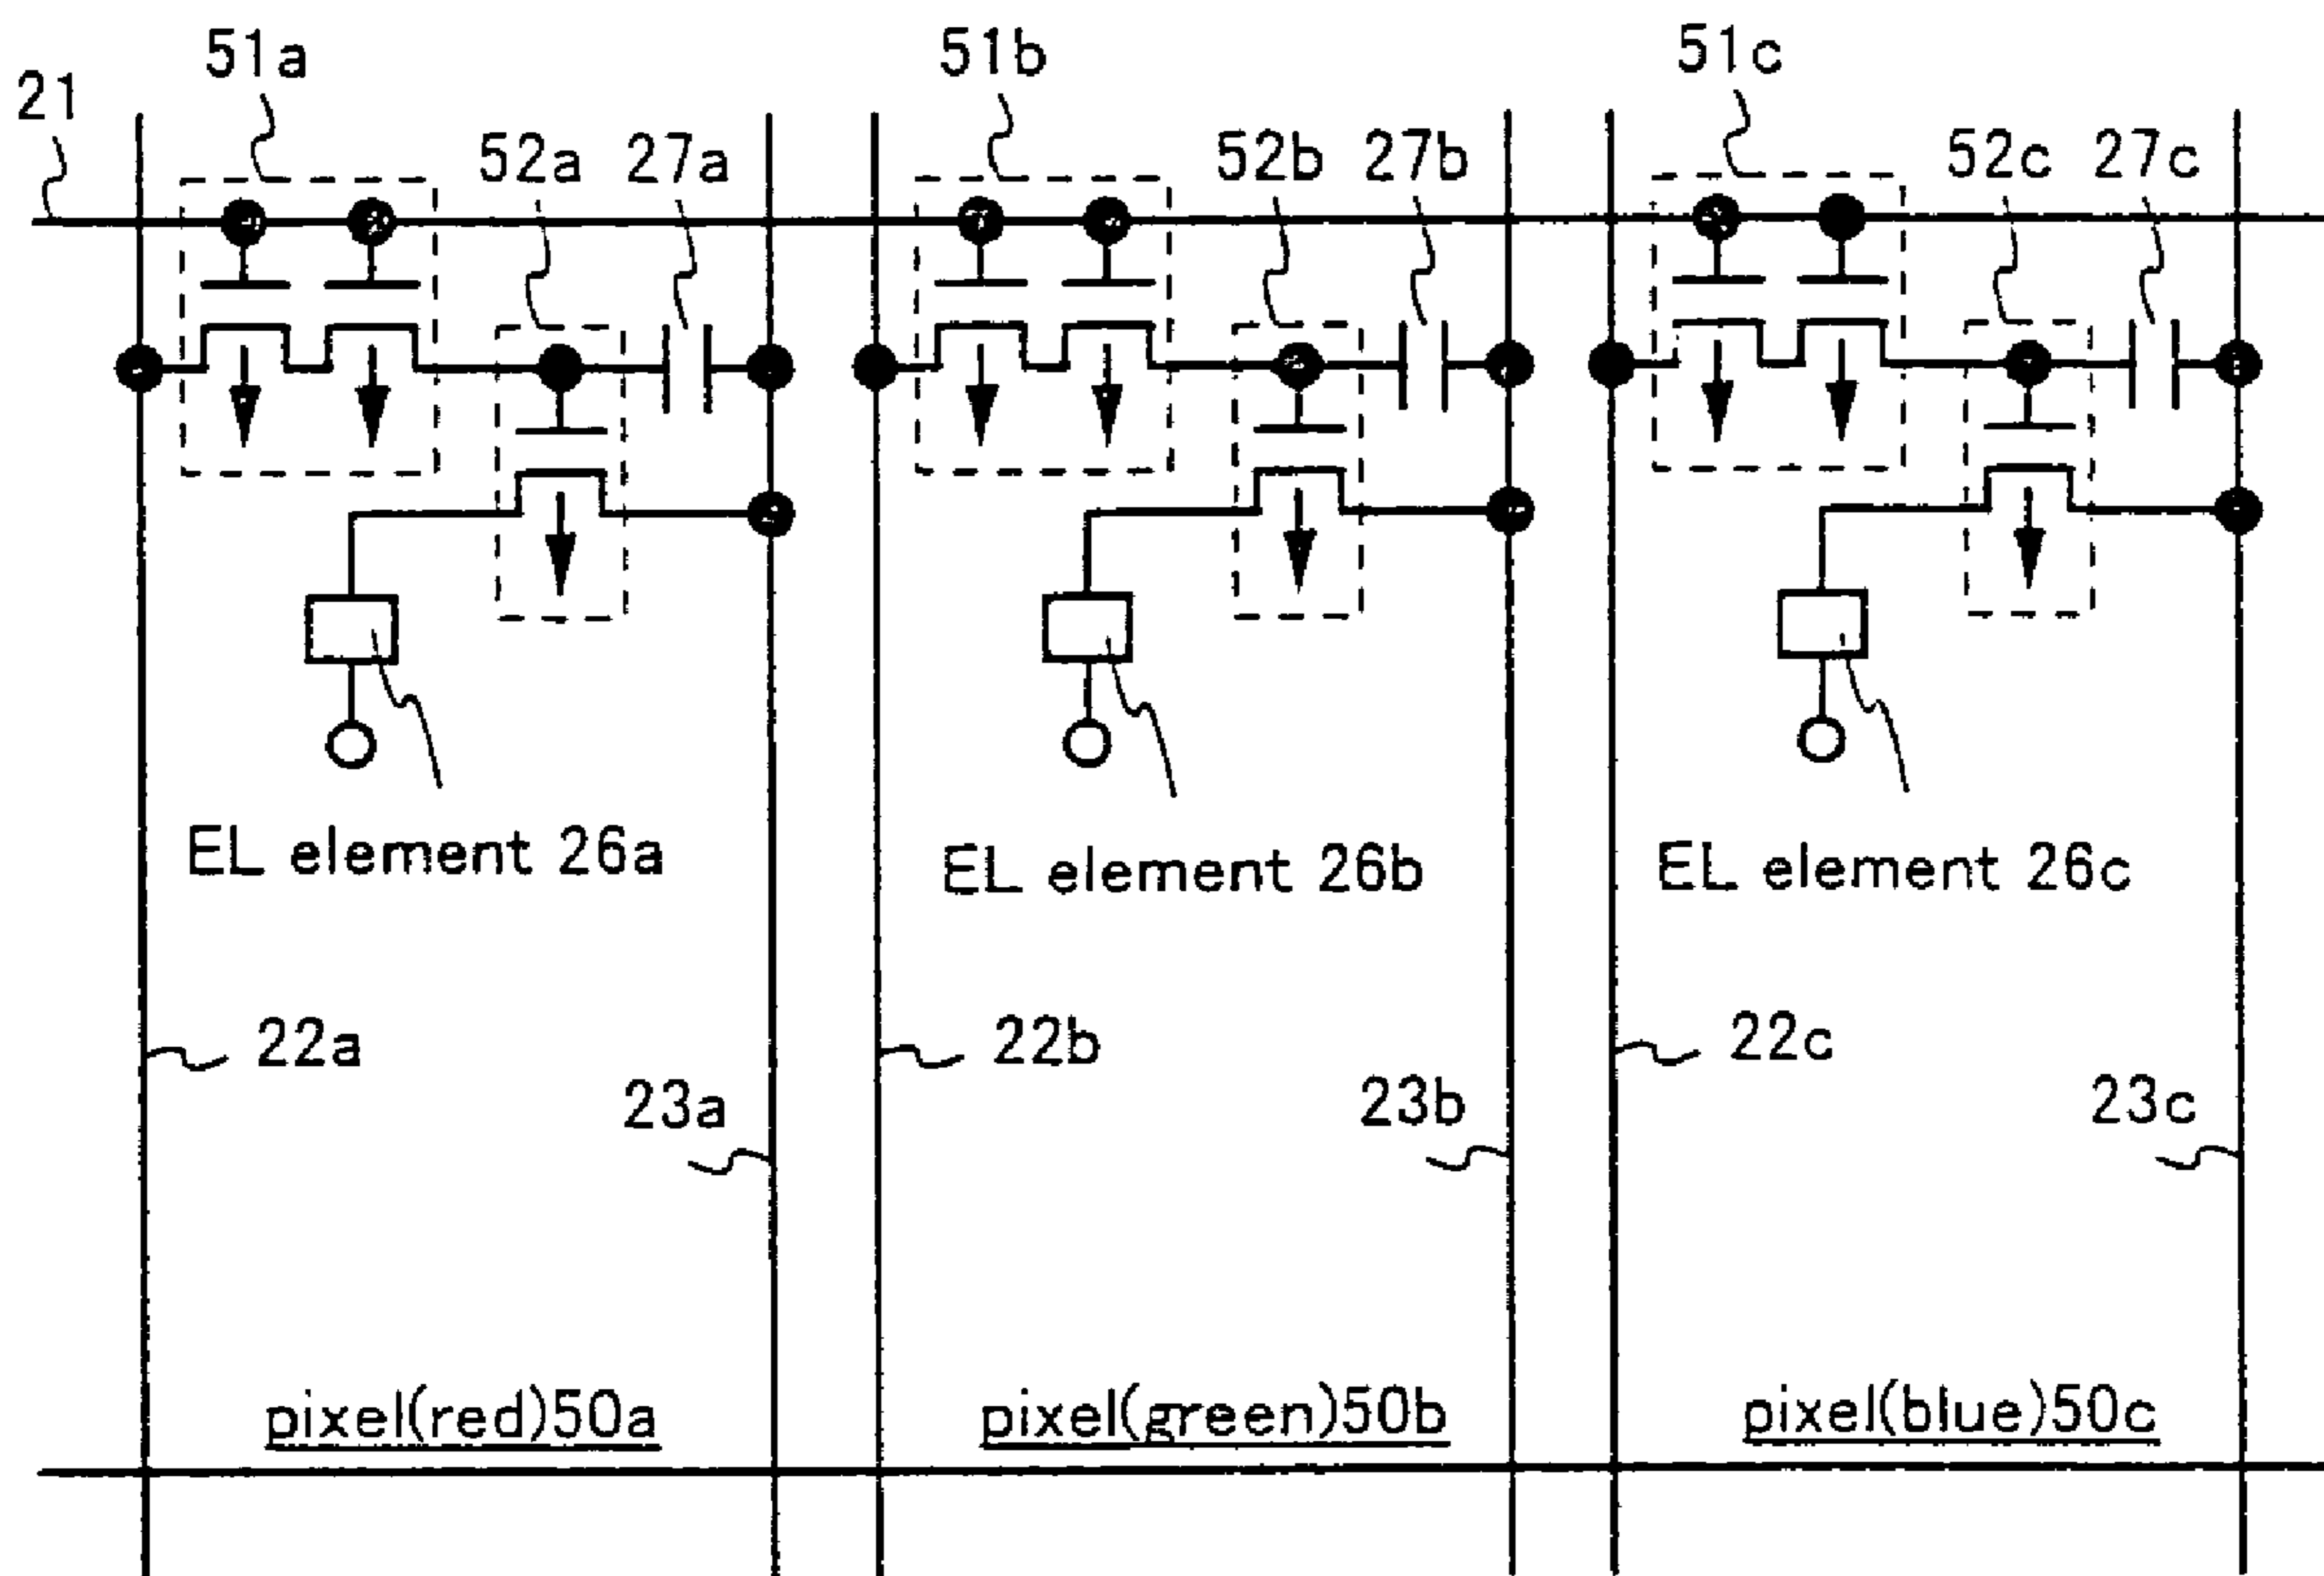 51a
51b
51c
21
52a
27a
52b
27b
52c
27c
EL element 26a
EL element 26b
EL element 26c
22a
22b
22c
23a
23b
23c
pixel(red)50a
pixel(green)50b
pixel(blue)50c